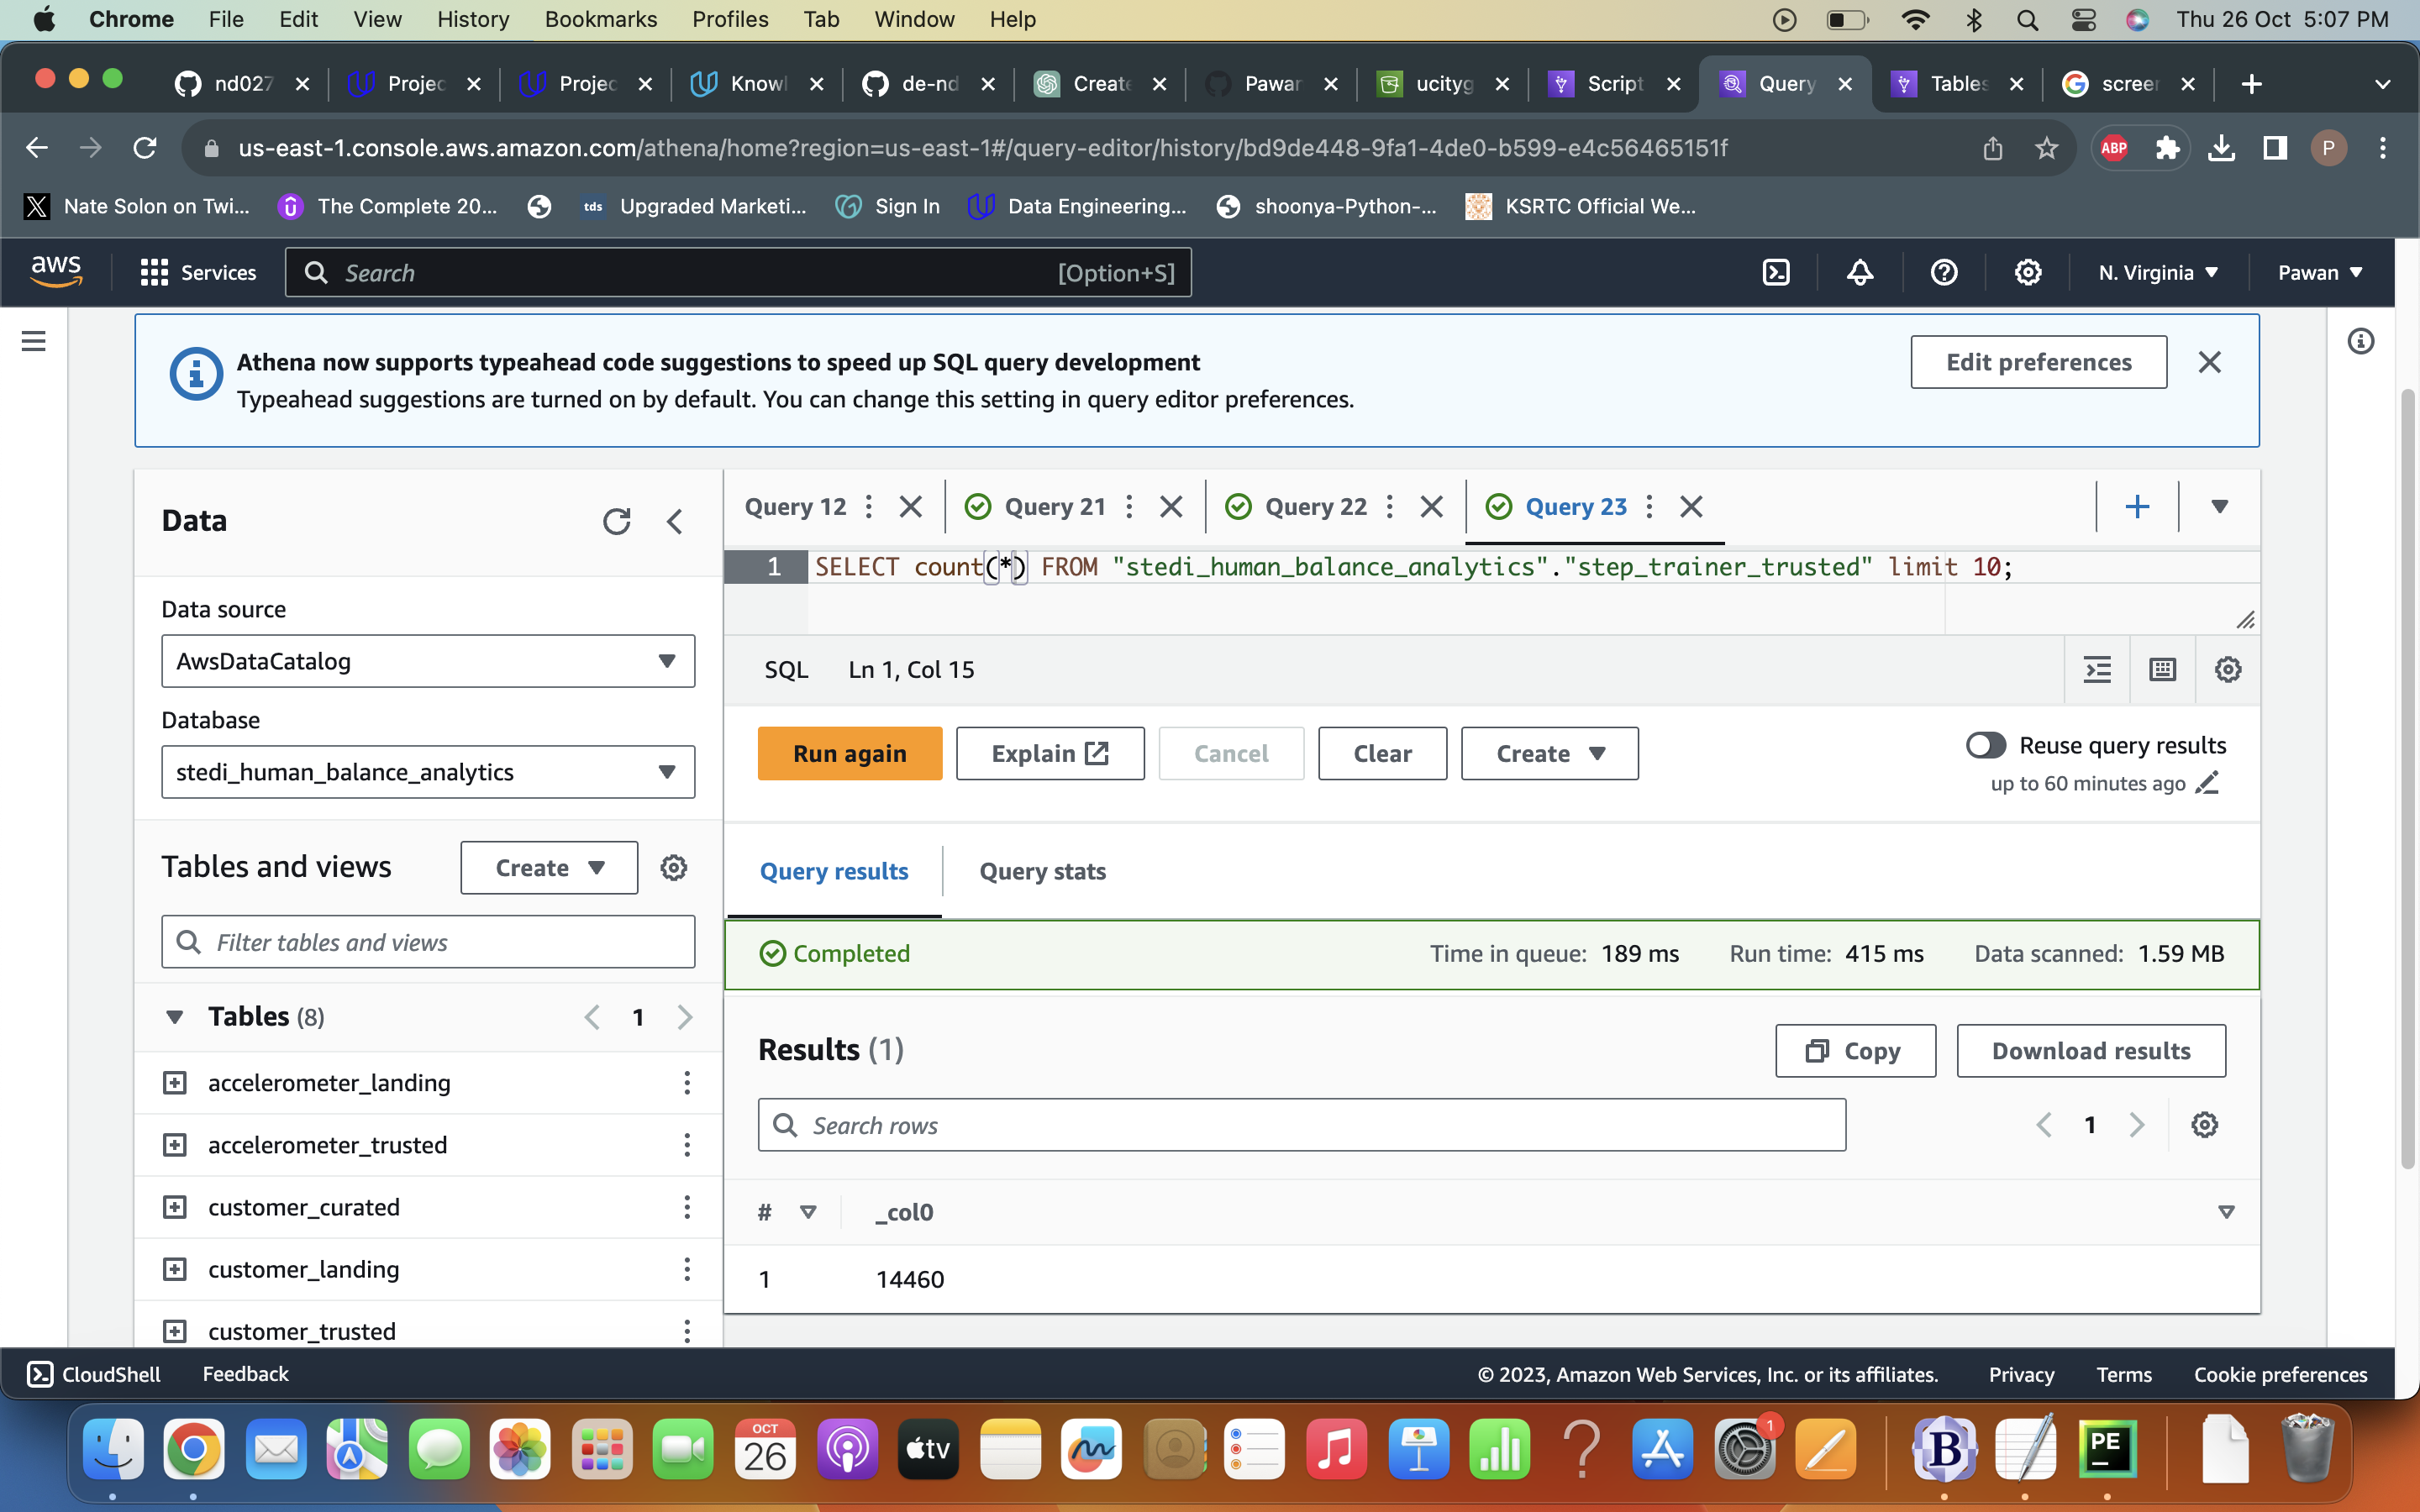 Chrome File Edit View History Bookmarks Profiles Tab Window Help Thu 26 Oct 5:07 PM
nd027 Projec Projec Knowl de-nd Create Pawan ucityg Script Query Tables screen
us-east-1.console.aws.amazon.com/athena/home?region=us-east-1#/query-editor/history/bd9de448-9fa1-4de0-b599-e4c56465151f ABP P
X Nate Solon on Twi... The Complete 20... tds Upgraded Marketi... Sign In Data Engineering... shoonya-Python-... KSRTC Official We...
aws Services Search [Option+S] N. Virginia Pawan
Athena now supports typeahead code suggestions to speed up SQL query development
Typeahead suggestions are turned on by default. You can change this setting in query editor preferences.
Edit preferences
Data
Data source
AwsDataCatalog
Database
stedi_human_balance_analytics
Tables and views Create
Filter tables and views
Tables (8) 1
accelerometer_landing
accelerometer_trusted
customer_curated
customer_landing
customer_trusted
Query 12 Query 21 Query 22 Query 23
1 SELECT count(*) FROM "stedi_human_balance_analytics"."step_trainer_trusted" limit 10;
SQL Ln 1, Col 15
Run again Explain Cancel Clear Create
Reuse query results
up to 60 minutes ago
Query results Query stats
Completed Time in queue: 189 ms Run time: 415 ms Data scanned: 1.59 MB
Results (1) Copy Download results
Search rows 1
# _col0
1 14460
CloudShell Feedback © 2023, Amazon Web Services, Inc. or its affiliates. Privacy Terms Cookie preferences
OCT
26
tv
1
B
PE